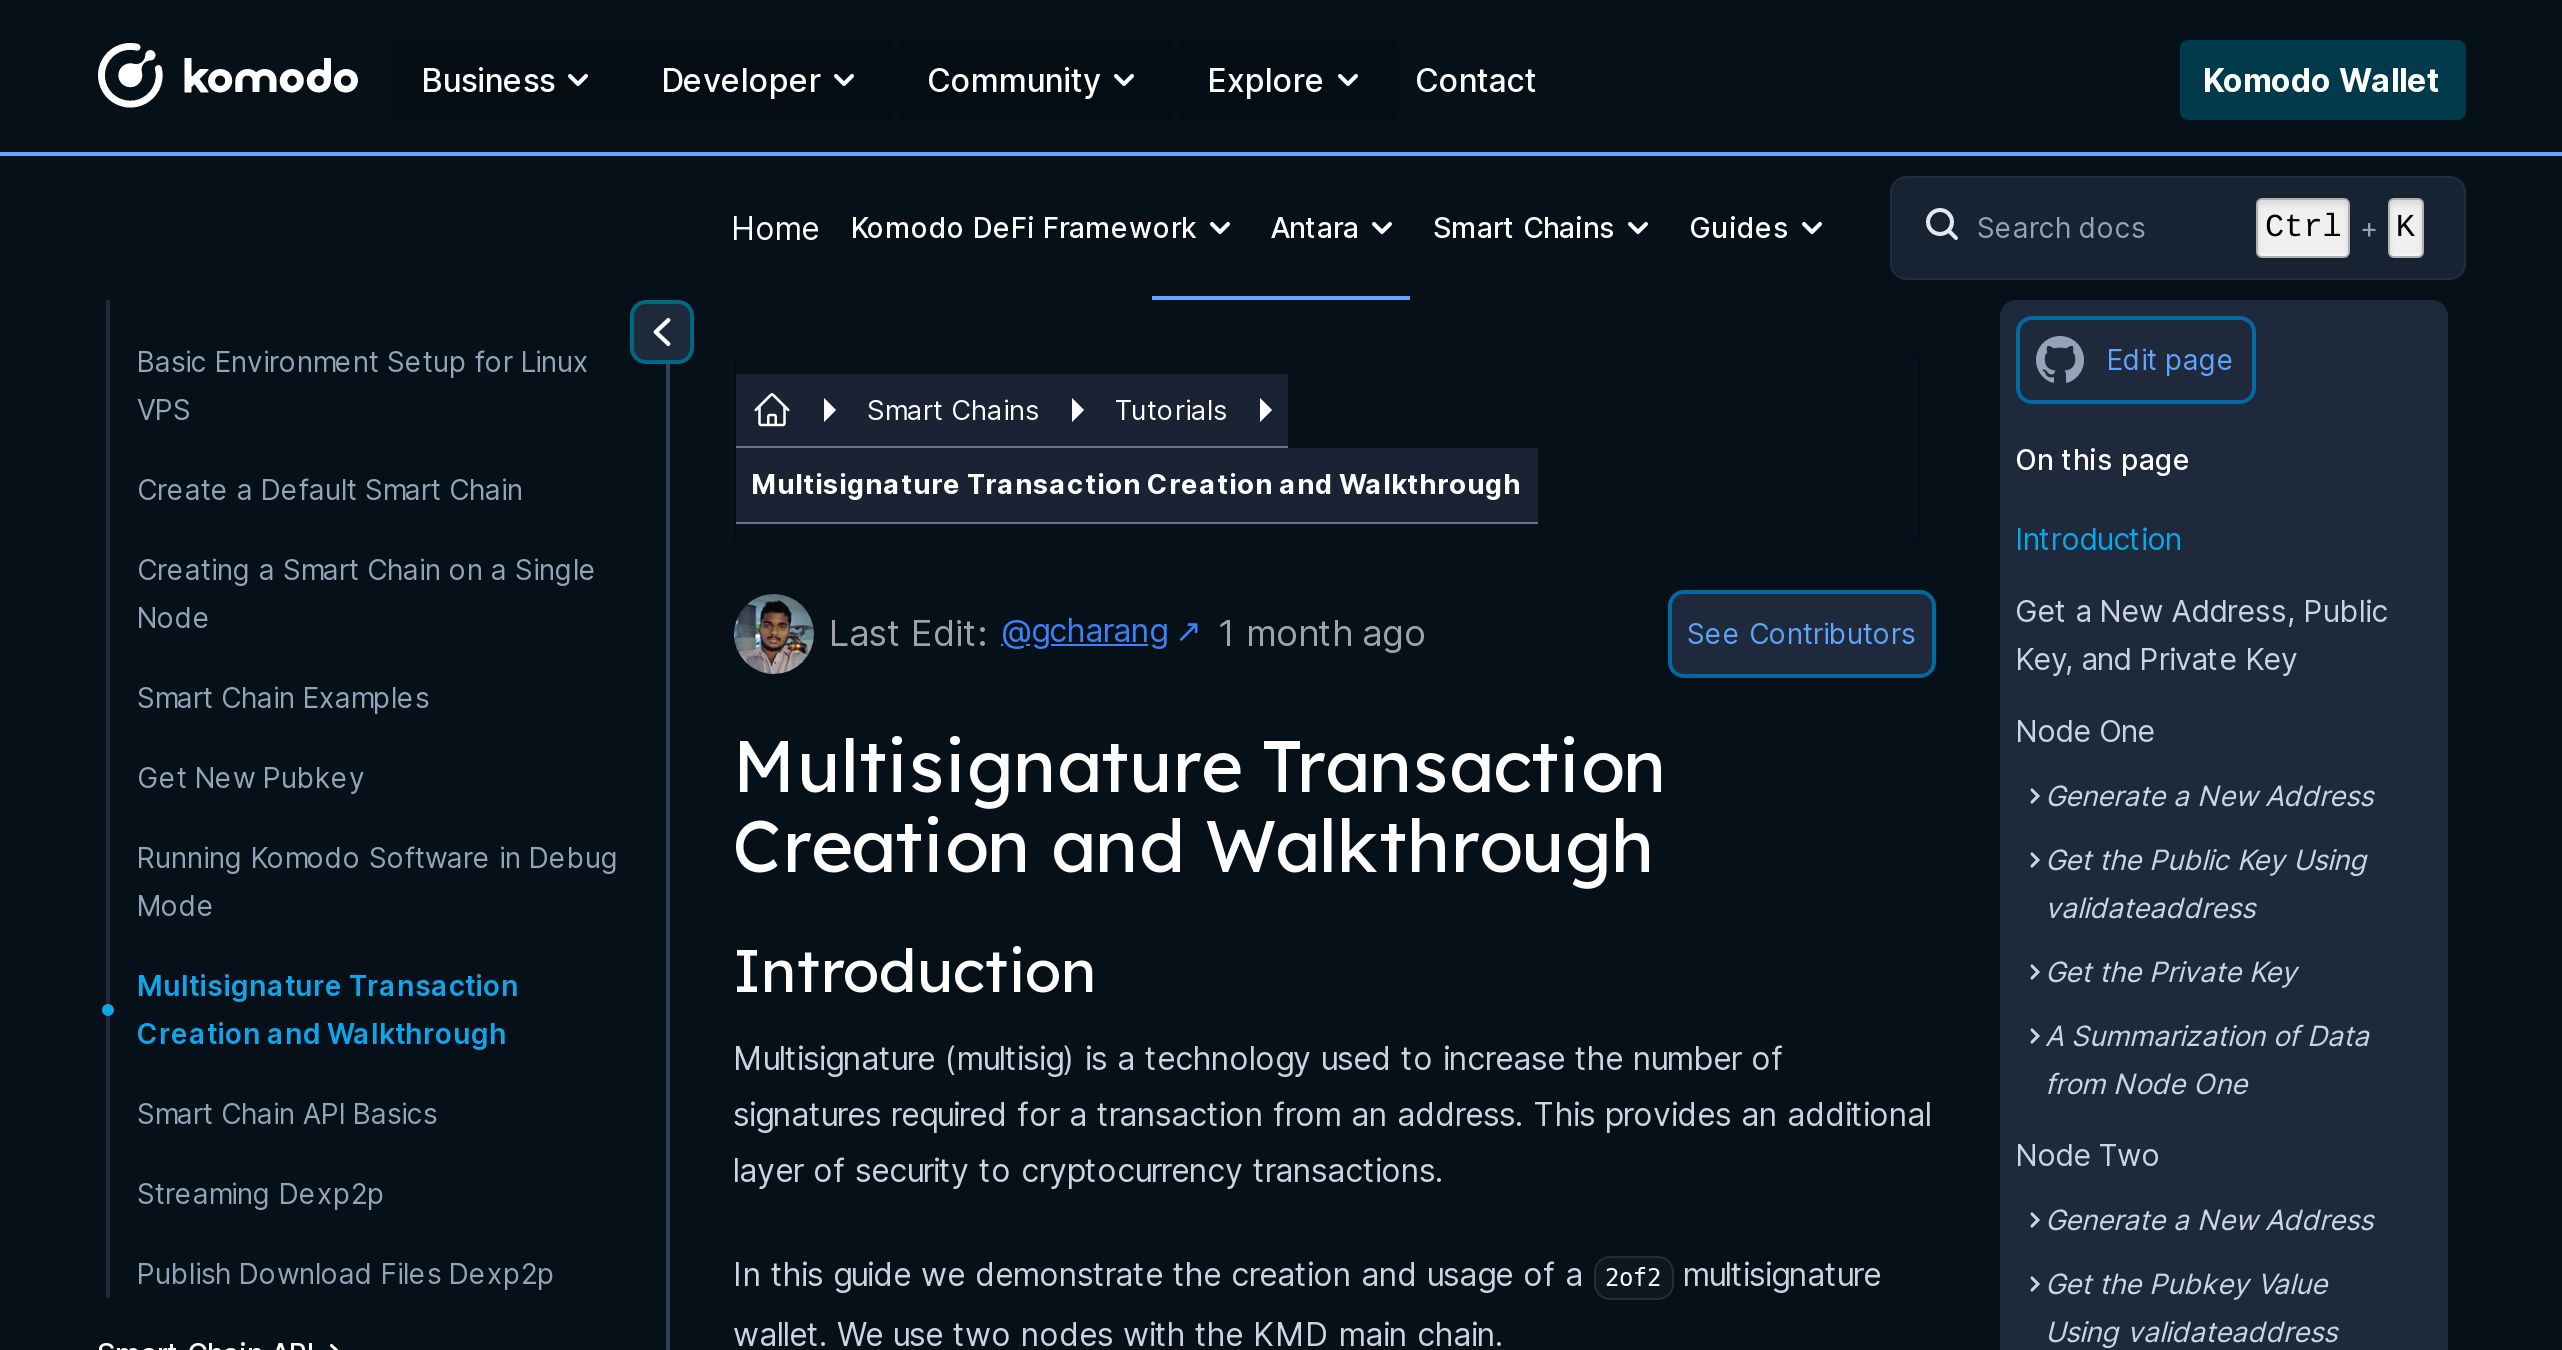 komodo
Business
Developer
Community
Explore
Contact
Komodo Wallet
Home
Komodo DeFi Framework
Antara
Smart Chains
Guides
Search docs
Ctrl + K
Basic Environment Setup for Linux
VPS
Create a Default Smart Chain
Creating a Smart Chain on a Single
Node
Smart Chain Examples
Get New Pubkey
Running Komodo Software in Debug
Mode
Multisignature Transaction
Creation and Walkthrough
Smart Chain API Basics
Streaming Dexp2p
Publish Download Files Dexp2p
Smart Chain API
Smart Chains
Tutorials
Multisignature Transaction Creation and Walkthrough
Last Edit: @gcharang ↗ 1 month ago
See Contributors
Multisignature Transaction
Creation and Walkthrough
Introduction
Multisignature (multisig) is a technology used to increase the number of
signatures required for a transaction from an address. This provides an additional
layer of security to cryptocurrency transactions.
In this guide we demonstrate the creation and usage of a 2of2 multisignature
wallet. We use two nodes with the KMD main chain.
Edit page
On this page
Introduction
Get a New Address, Public
Key, and Private Key
Node One
Generate a New Address
Get the Public Key Using
validateaddress
Get the Private Key
A Summarization of Data
from Node One
Node Two
Generate a New Address
Get the Pubkey Value
Using validateaddress